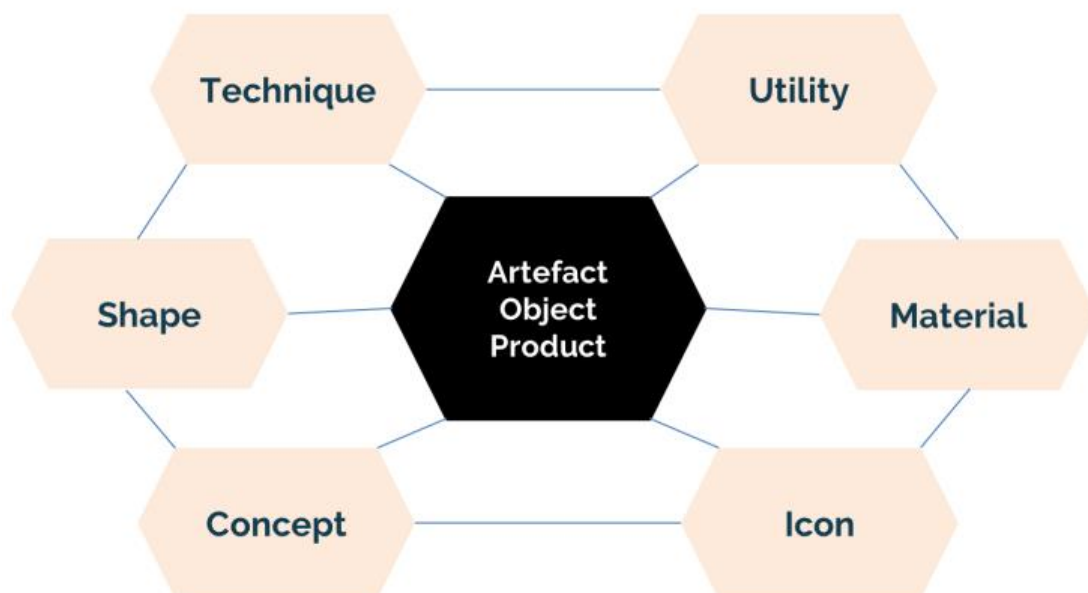 Technique
Utility
Artefact
Object
Product
Shape
Material
Concept
Icon